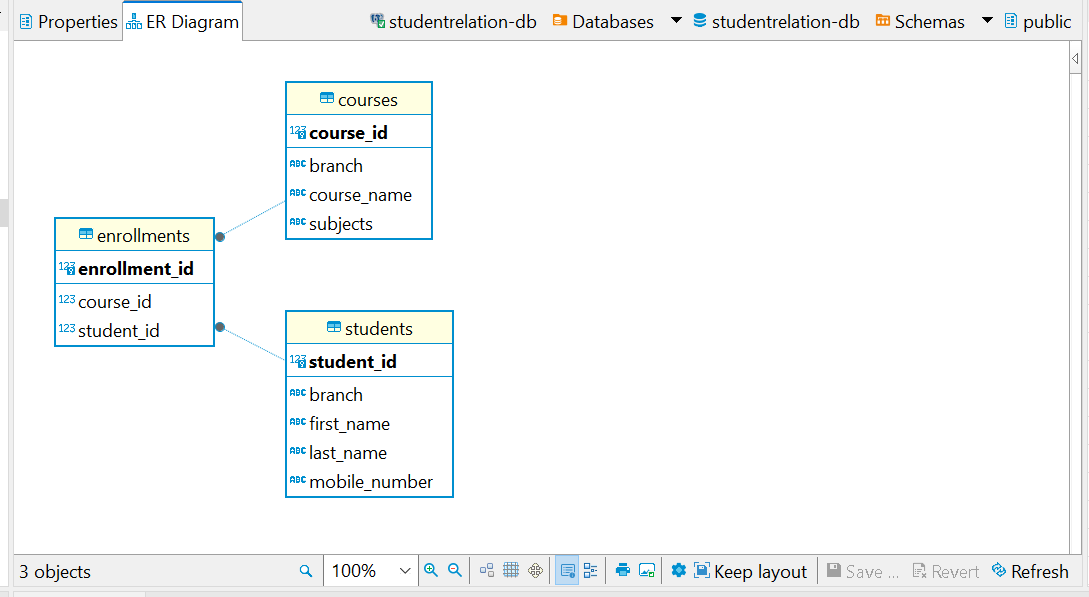 Properties ER Diagram studentrelation-db Databases studentrelation-db Schemas public
courses
123 course_id
ABC branch
ABC course_name
ABC subjects
enrollments
123 enrollment_id
123 course_id
123 student_id
students
123 student_id
ABC branch
ABC first_name
ABC last_name
ABC mobile_number
3 objects 100% Keep layout Save ... Revert Refresh